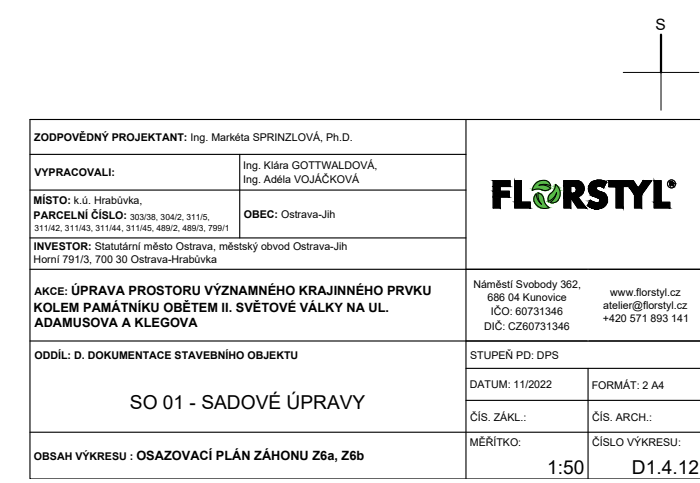 S
ZODPOVĚDNÝ PROJEKTANT: Ing. Markéta SPRINZLOVÁ, Ph.D.
VYPRACOVALI:
Ing. Klára GOTTWALDOVÁ,
Ing. Adéla VOJÁČKOVÁ
MÍSTO: k.ú. Hrabůvka,
PARCELNÍ ČÍSLO: 303/38, 304/2, 311/5,
311/42, 311/43, 311/44, 311/45, 489/2, 489/3, 799/1
OBEC: Ostrava-Jih
INVESTOR: Statutární město Ostrava, městský obvod Ostrava-Jih
Horní 791/3, 700 30 Ostrava-Hrabůvka
FLORSTYL®
AKCE: ÚPRAVA PROSTORU VÝZNAMNÉHO KRAJINNÉHO PRVKU
KOLEM PAMÁTNÍKU OBĚTEM II. SVĚTOVÉ VÁLKY NA UL.
ADAMUSOVA A KLEGOVA
Náměstí Svobody 362,
686 04 Kunovice
IČO: 60731346
DIČ: CZ60731346
www.florstyl.cz
atelier@florstyl.cz
+420 571 893 141
ODDÍL: D. DOKUMENTACE STAVEBNÍHO OBJEKTU
SO 01 - SADOVÉ ÚPRAVY
STUPEŇ PD: DPS
DATUM: 11/2022
FORMÁT: 2 A4
ČÍS. ZÁKL.:
ČÍS. ARCH.:
OBSAH VÝKRESU : OSAZOVACÍ PLÁN ZÁHONU Z6a, Z6b
MĚŘÍTKO:
1:50
ČÍSLO VÝKRESU:
D1.4.12